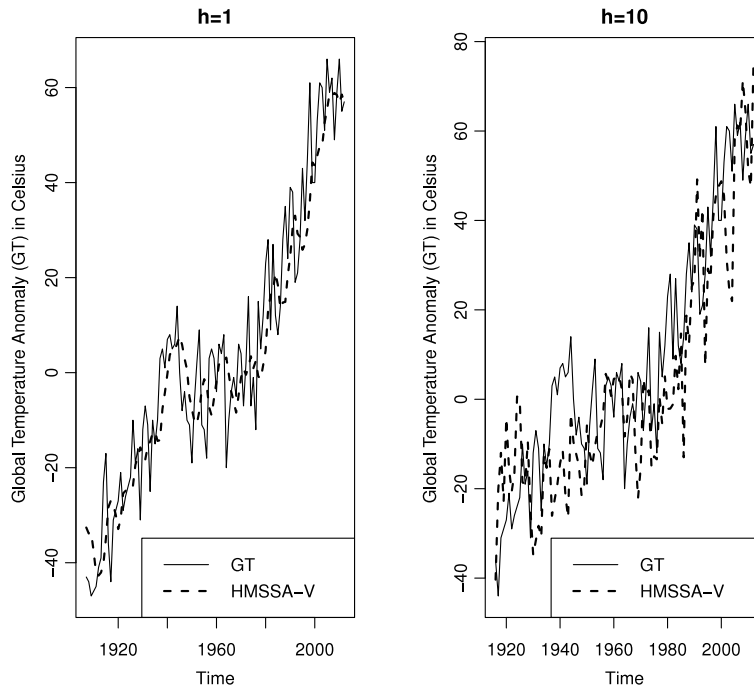 h=1
Global Temperature Anomaly (GT) in Celsius
60
40
20
0
−20
−40
GT
HMSSA−V
1920
1960
2000
Time
h=10
Global Temperature Anomaly (GT) in Celsius
80
60
40
20
0
−20
−40
GT
HMSSA−V
1920
1940
1960
1980
2000
Time